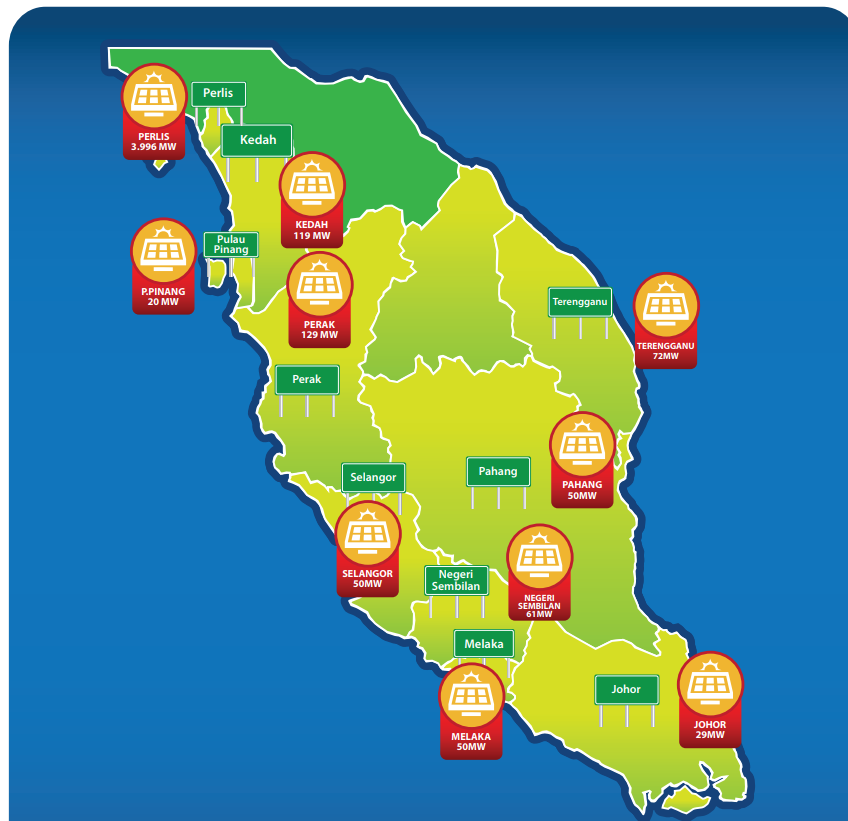 Perlis
PERLIS
3.996 MW
Kedah
KEDAH
119 MW
Pulau
Pinang
P.PINANG
20 MW
PERAK
129 MW
Terengganu
TERENGGANU
72MW
Perak
Selangor
Pahang
PAHANG
50MW
SELANGOR
50MW
Negeri
Sembilan
NEGERI
SEMBILAN
61MW
Melaka
MELAKA
50MW
Johor
JOHOR
29MW